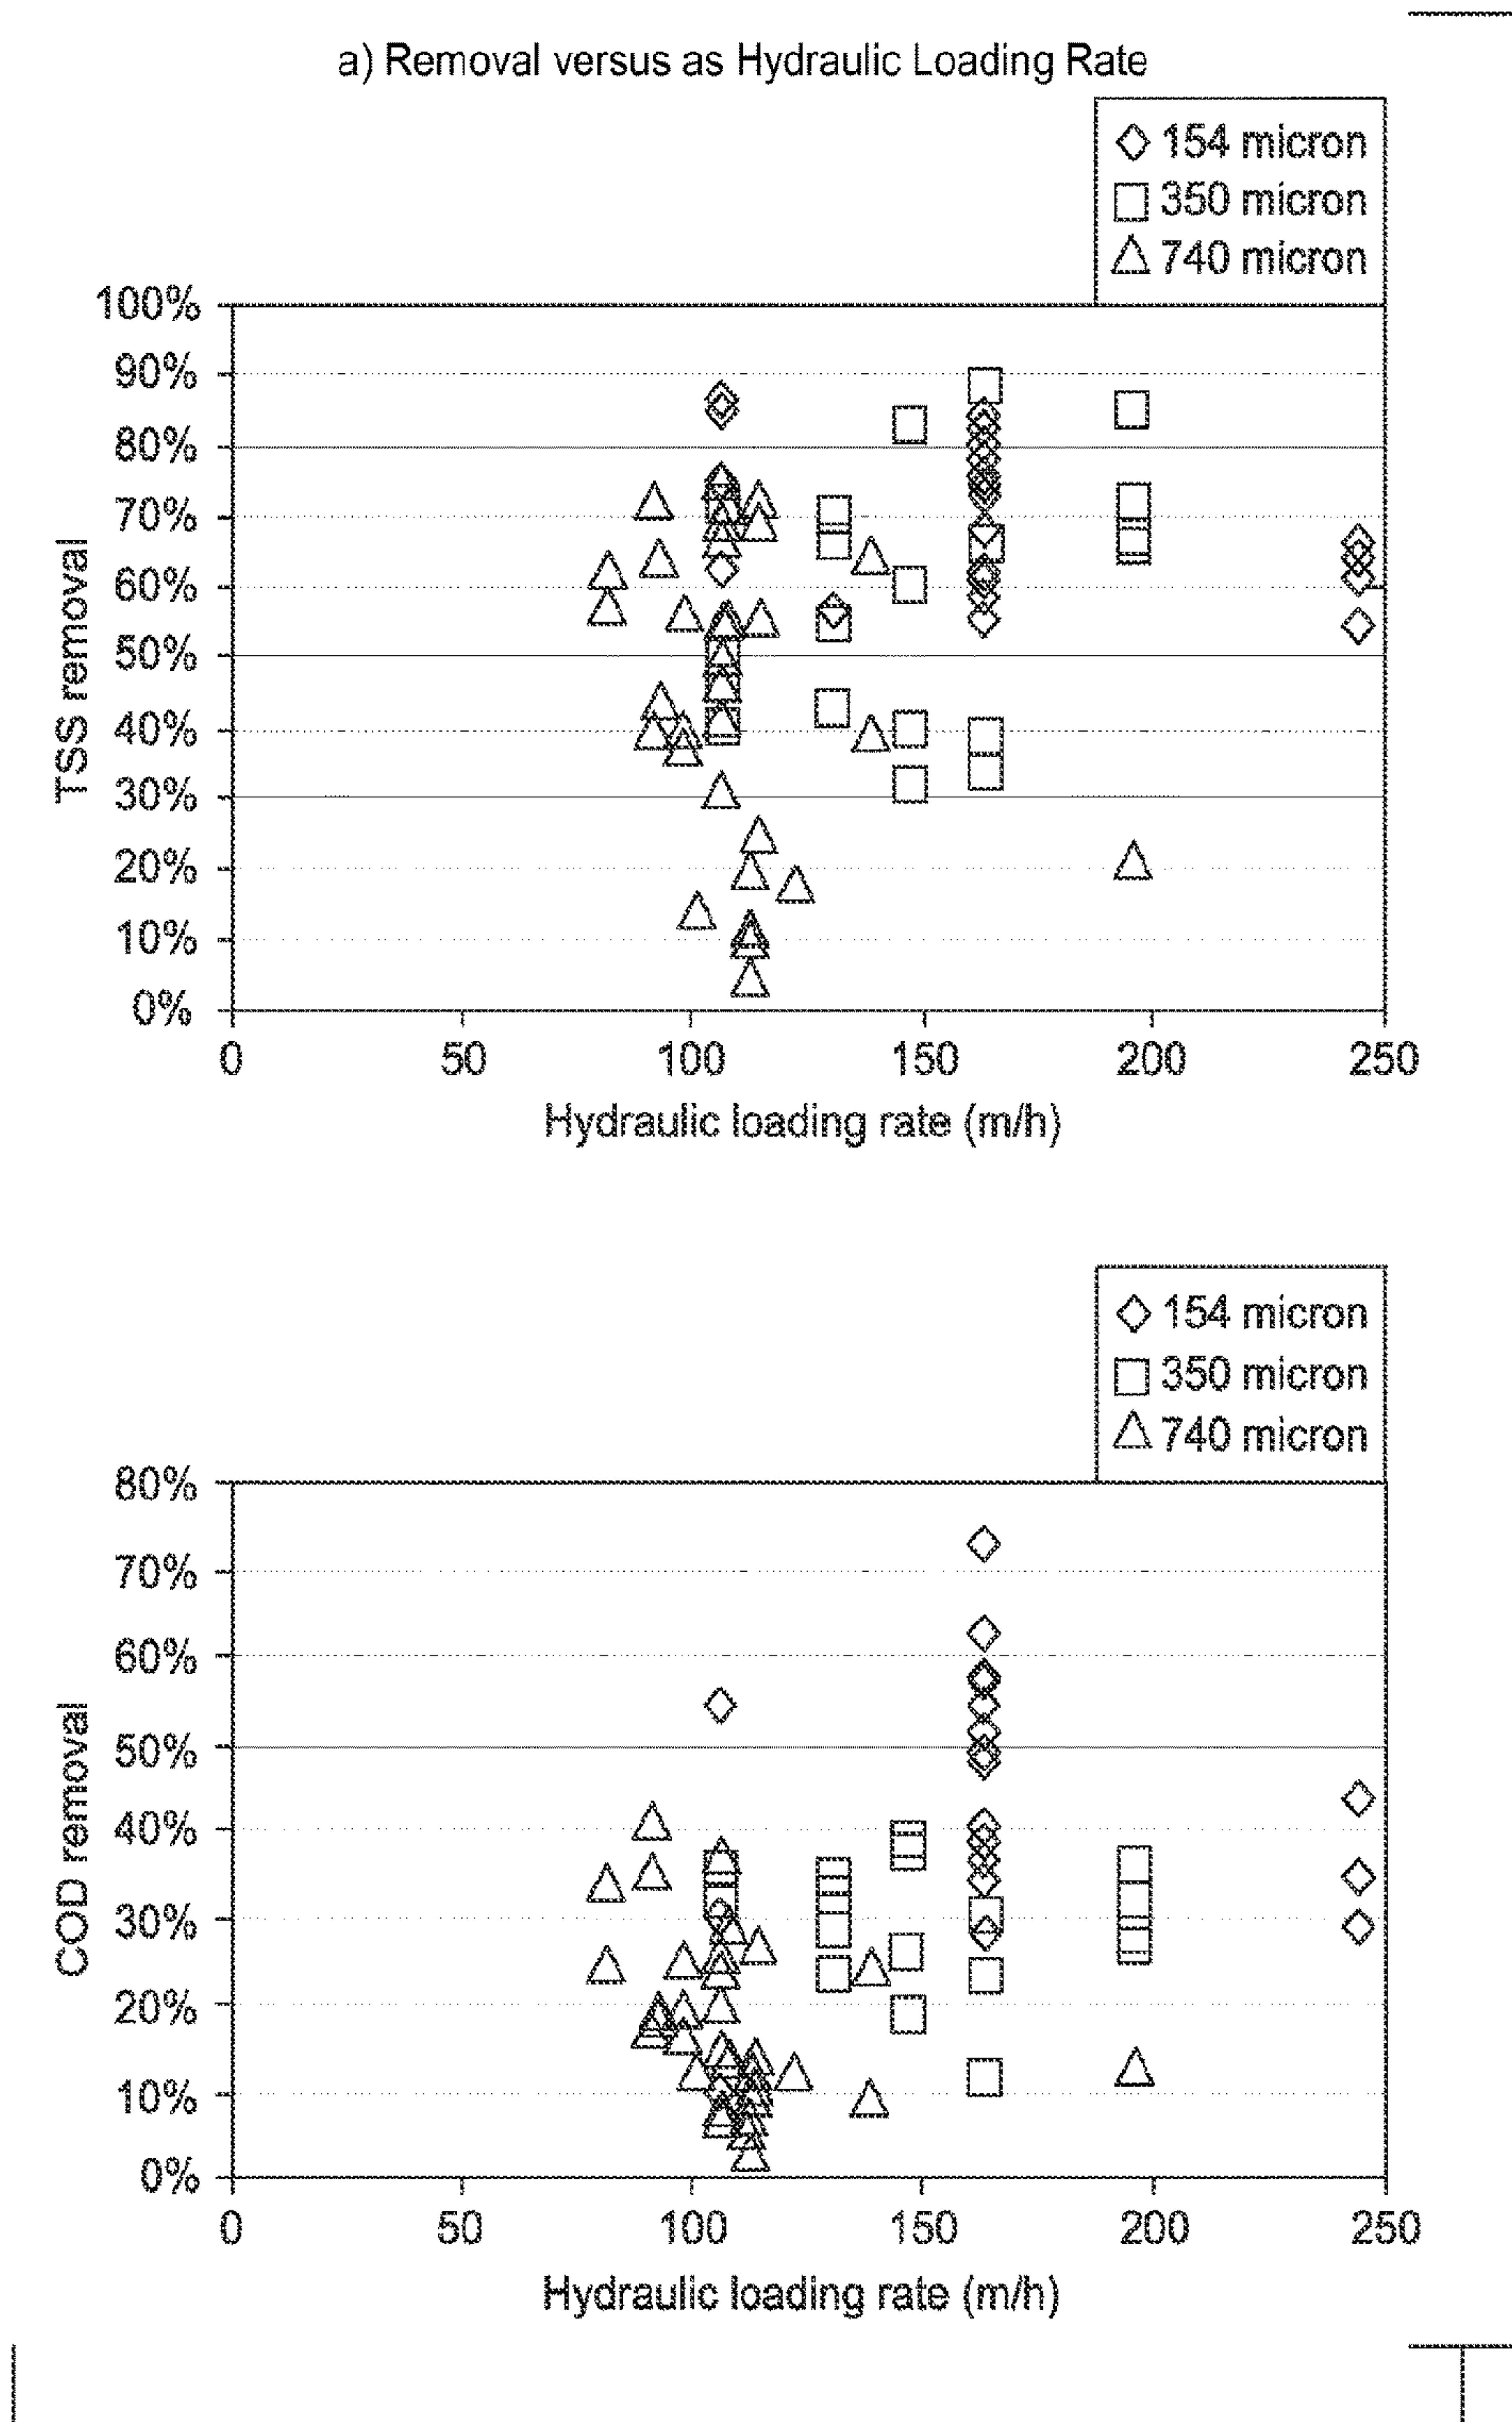 a) Removal versus as Hydraulic Loading Rate
154 micron
350 micron
740 micron
100%
90%
80%
70%
60%
50%
40%
30%
20%
10%
0%
TSS removal
0 50 100 150 200 250
Hydraulic loading rate (m/h)
154 micron
350 micron
740 micron
80%
70%
60%
50%
40%
30%
20%
10%
0%
COD removal
0 50 100 150 200 250
Hydraulic loading rate (m/h)